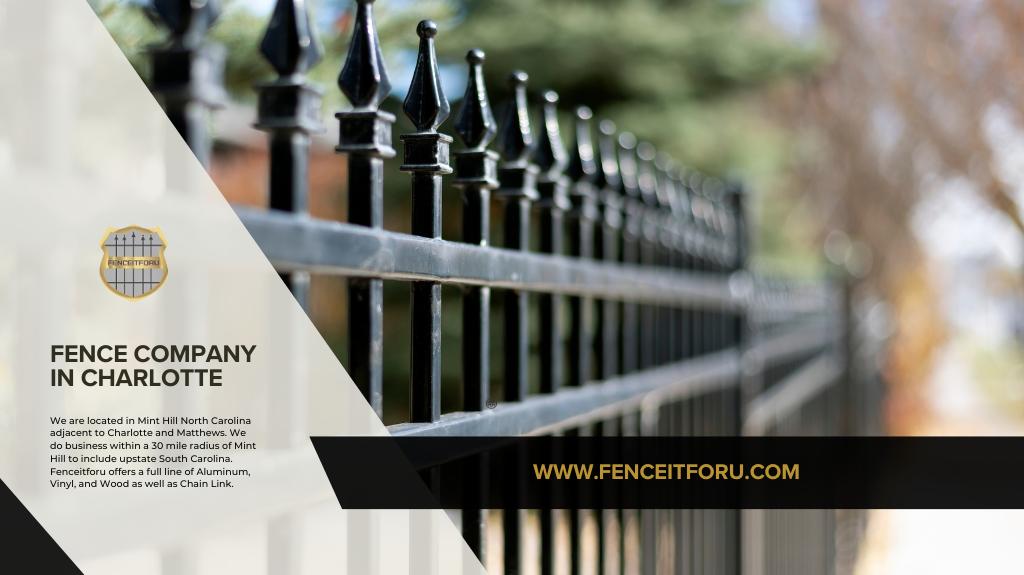 FENCEITFORU
FENCE COMPANY
IN CHARLOTTE
We are located in Mint Hill North Carolina
adjacent to Charlotte and Matthews. We
do business within a 30 mile radius of Mint
Hill to include upstate South Carolina.
Fenceitforu offers a full line of Aluminum,
Vinyl, and Wood as well as Chain Link.
WWW.FENCEITFORU.COM